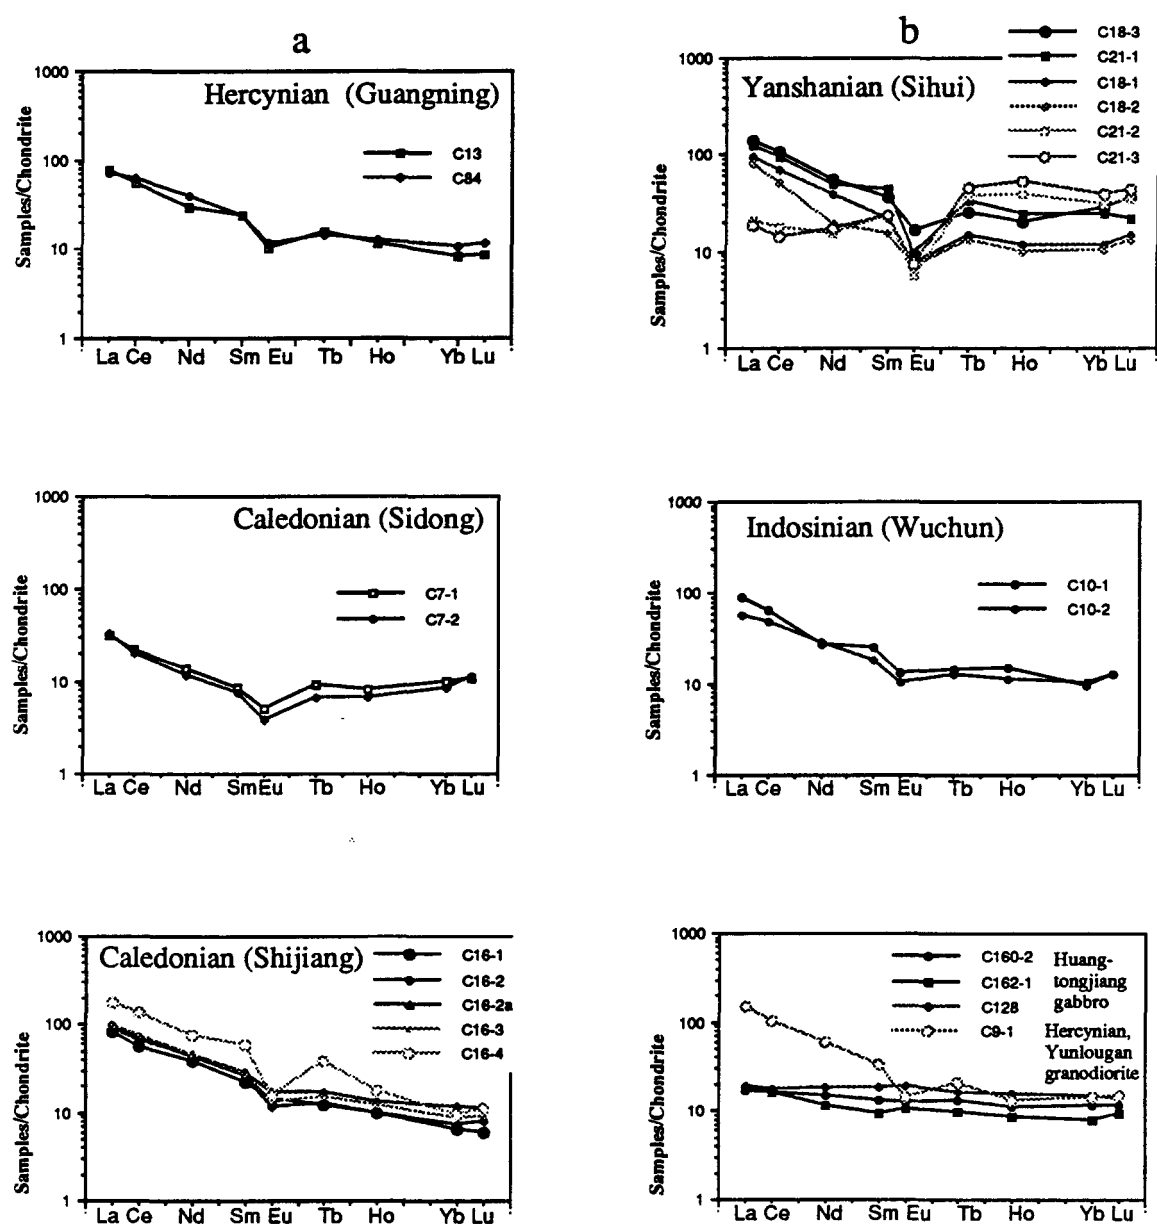 a
Hercynian (Guangning)
C13
C84
Samples/Chondrite
1000
100
10
1
La Ce Nd Sm Eu Tb Ho Yb Lu
b
Yanshanian (Sihui)
C18-3
C21-1
C18-1
C18-2
C21-2
C21-3
Samples/Chondrite
1000
100
10
1
La Ce Nd Sm Eu Tb Ho Yb Lu
Caledonian (Sidong)
C7-1
C7-2
Samples/Chondrite
1000
100
10
1
La Ce Nd Sm Eu Tb Ho Yb Lu
Indosinian (Wuchun)
C10-1
C10-2
Samples/Chondrite
1000
100
10
1
La Ce Nd Sm Eu Tb Ho Yb Lu
Caledonian (Shijiang)
C16-1
C16-2
C16-2a
C16-3
C16-4
Samples/Chondrite
1000
100
10
1
La Ce Nd Sm Eu Tb Ho Yb Lu
C160-2
C162-1
C128
C9-1
Huang-
tongjiang
gabbro
Hercynian,
Yunlougan
granodiorite
Samples/Chondrite
1000
100
10
1
La Ce Nd Sm Eu Tb Ho Yb Lu